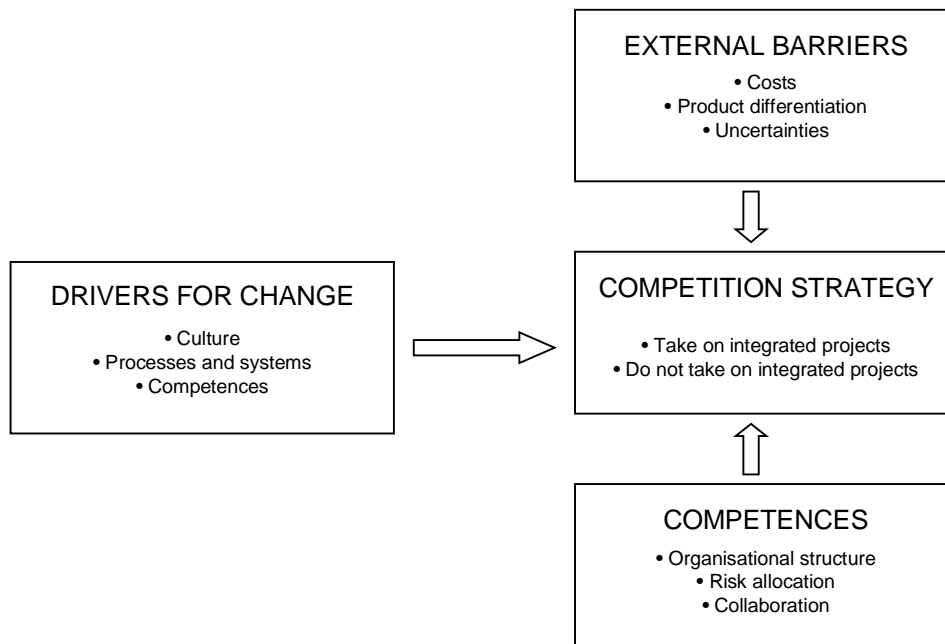 EXTERNAL BARRIERS
• Costs
• Product differentiation
• Uncertainties
DRIVERS FOR CHANGE
• Culture
• Processes and systems
• Competences
COMPETITION STRATEGY
• Take on integrated projects
• Do not take on integrated projects
COMPETENCES
• Organisational structure
• Risk allocation
• Collaboration